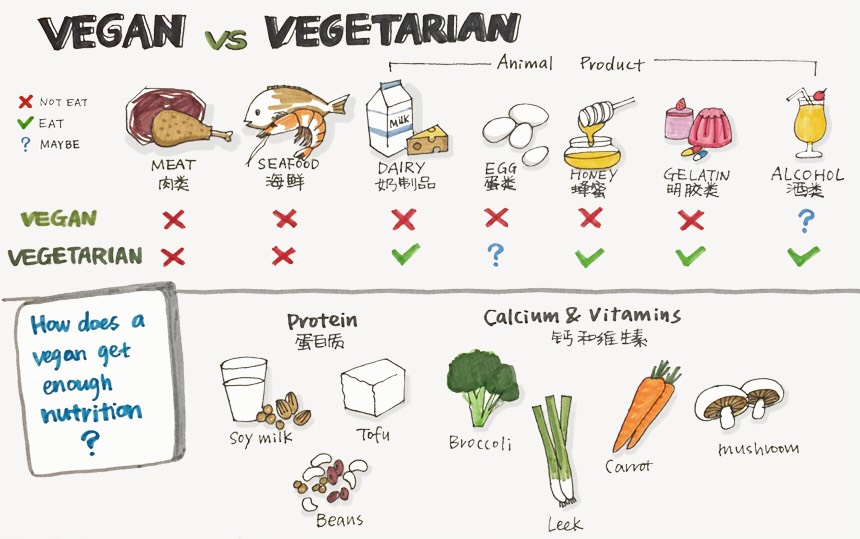 VEGAN VS VEGETARIAN
Animal Product
NOT EAT
EAT
? MAYBE
MEAT
肉类
SEAFOOD
海鲜
Milk
DAIRY
奶制品
EGG
蛋类
HONEY
蜂蜜
GELATIN
明胶类
ALCOHOL
酒类
VEGAN
?
VEGETARIAN
?
How does a
vegan get
enough
nutrition
?
Protein
蛋白质
Soy milk
Tofu
Beans
Calcium & Vitamins
钙和维生素
Broccoli
Leek
Carrot
mushroom